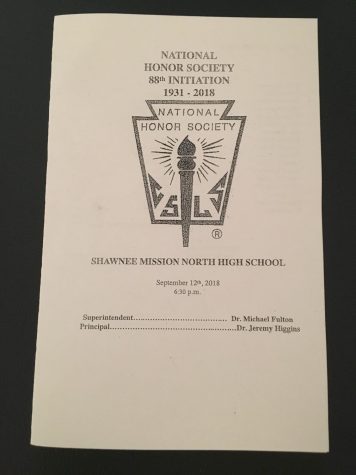 NATIONAL
HONOR SOCIETY
88th INITIATION
1931 - 2018
NATIONAL
HONOR SOCIETY
C S L S
®
SHAWNEE MISSION NORTH HIGH SCHOOL
September 12th, 2018
6:30 p.m.
Superintendent........................................ Dr. Michael Fulton
Principal..................................................Dr. Jeremy Higgins